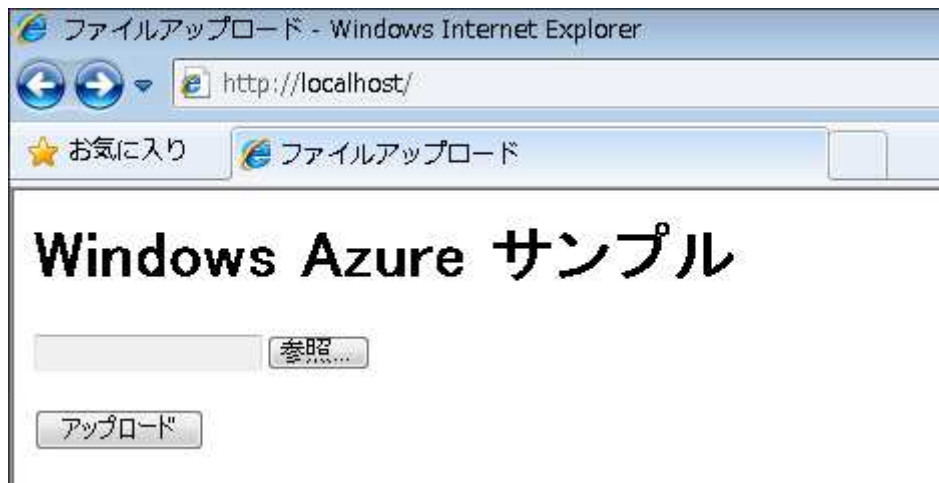 ファイルアップロード - Windows Internet Explorer
http://localhost/
お気に入り ファイルアップロード
Windows Azure サンプル
参照...
アップロード